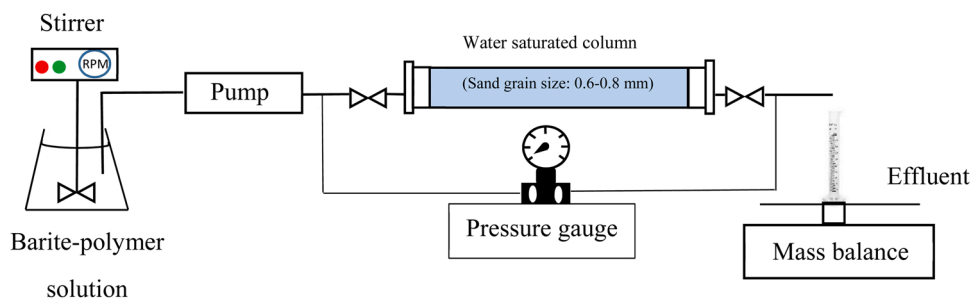 Stirrer
RPM
Water saturated column
(Sand grain size: 0.6-0.8 mm)
Pump
Effluent
Pressure gauge
Mass balance
Barite-polymer
solution